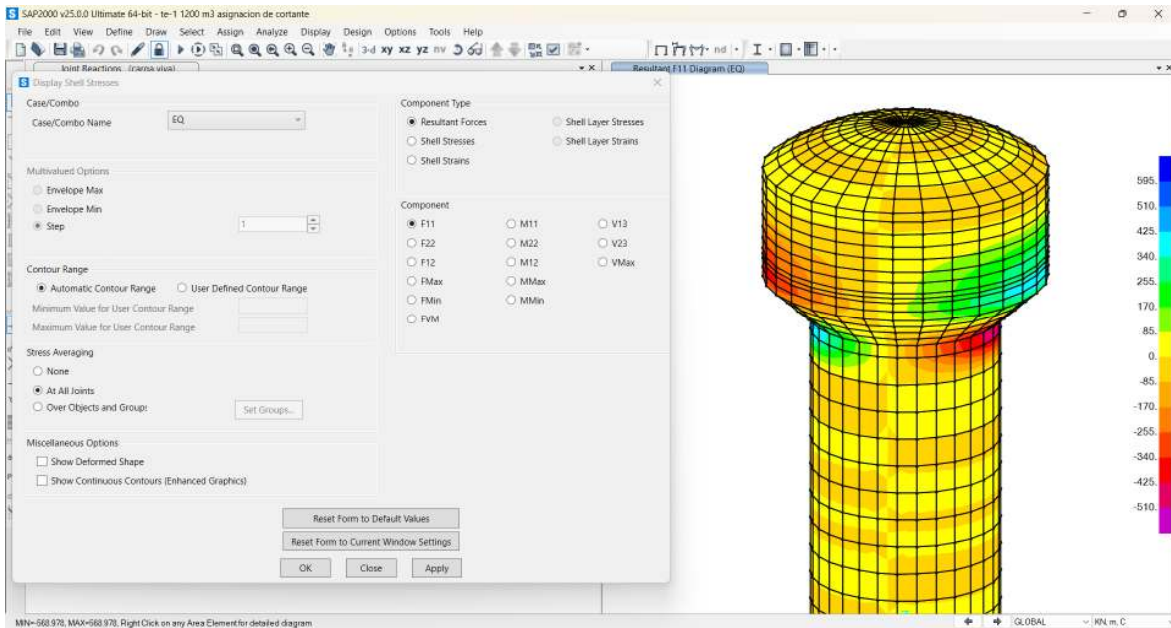 SAP2000 v25.0.0 Ultimate 64-bit - te-1 1200 m3 asignacion de cortante
File Edit View Define Draw Select Assign Analyze Display Design Options Tools Help
3-d xy xz yz nv nd
Joint Reactions (carga viva)
Resultant F11 Diagram (EQ)
Display Shell Stresses
Case/Combo
Case/Combo Name EQ
Multivalued Options
Envelope Max
Envelope Min
Step 1
Contour Range
Automatic Contour Range User Defined Contour Range
Minimum Value for User Contour Range
Maximum Value for User Contour Range
Stress Averaging
None
At All Joints
Over Objects and Groups Set Groups...
Miscellaneous Options
Show Deformed Shape
Show Continuous Contours (Enhanced Graphics)
Component Type
Resultant Forces Shell Layer Stresses
Shell Stresses Shell Layer Strains
Shell Strains
Component
F11 M11 V13
F22 M22 V23
F12 M12 VMax
FMax MMax
FMin MMin
FVM
Reset Form to Default Values
Reset Form to Current Window Settings
OK Close Apply
595.
510.
425.
340.
255.
170.
85.
0.
-85.
-170.
-255.
-340.
-425.
-510.
MIN=-568.978, MAX=568.978, Right Click on any Area Element for detailed diagram
GLOBAL KN, m, C